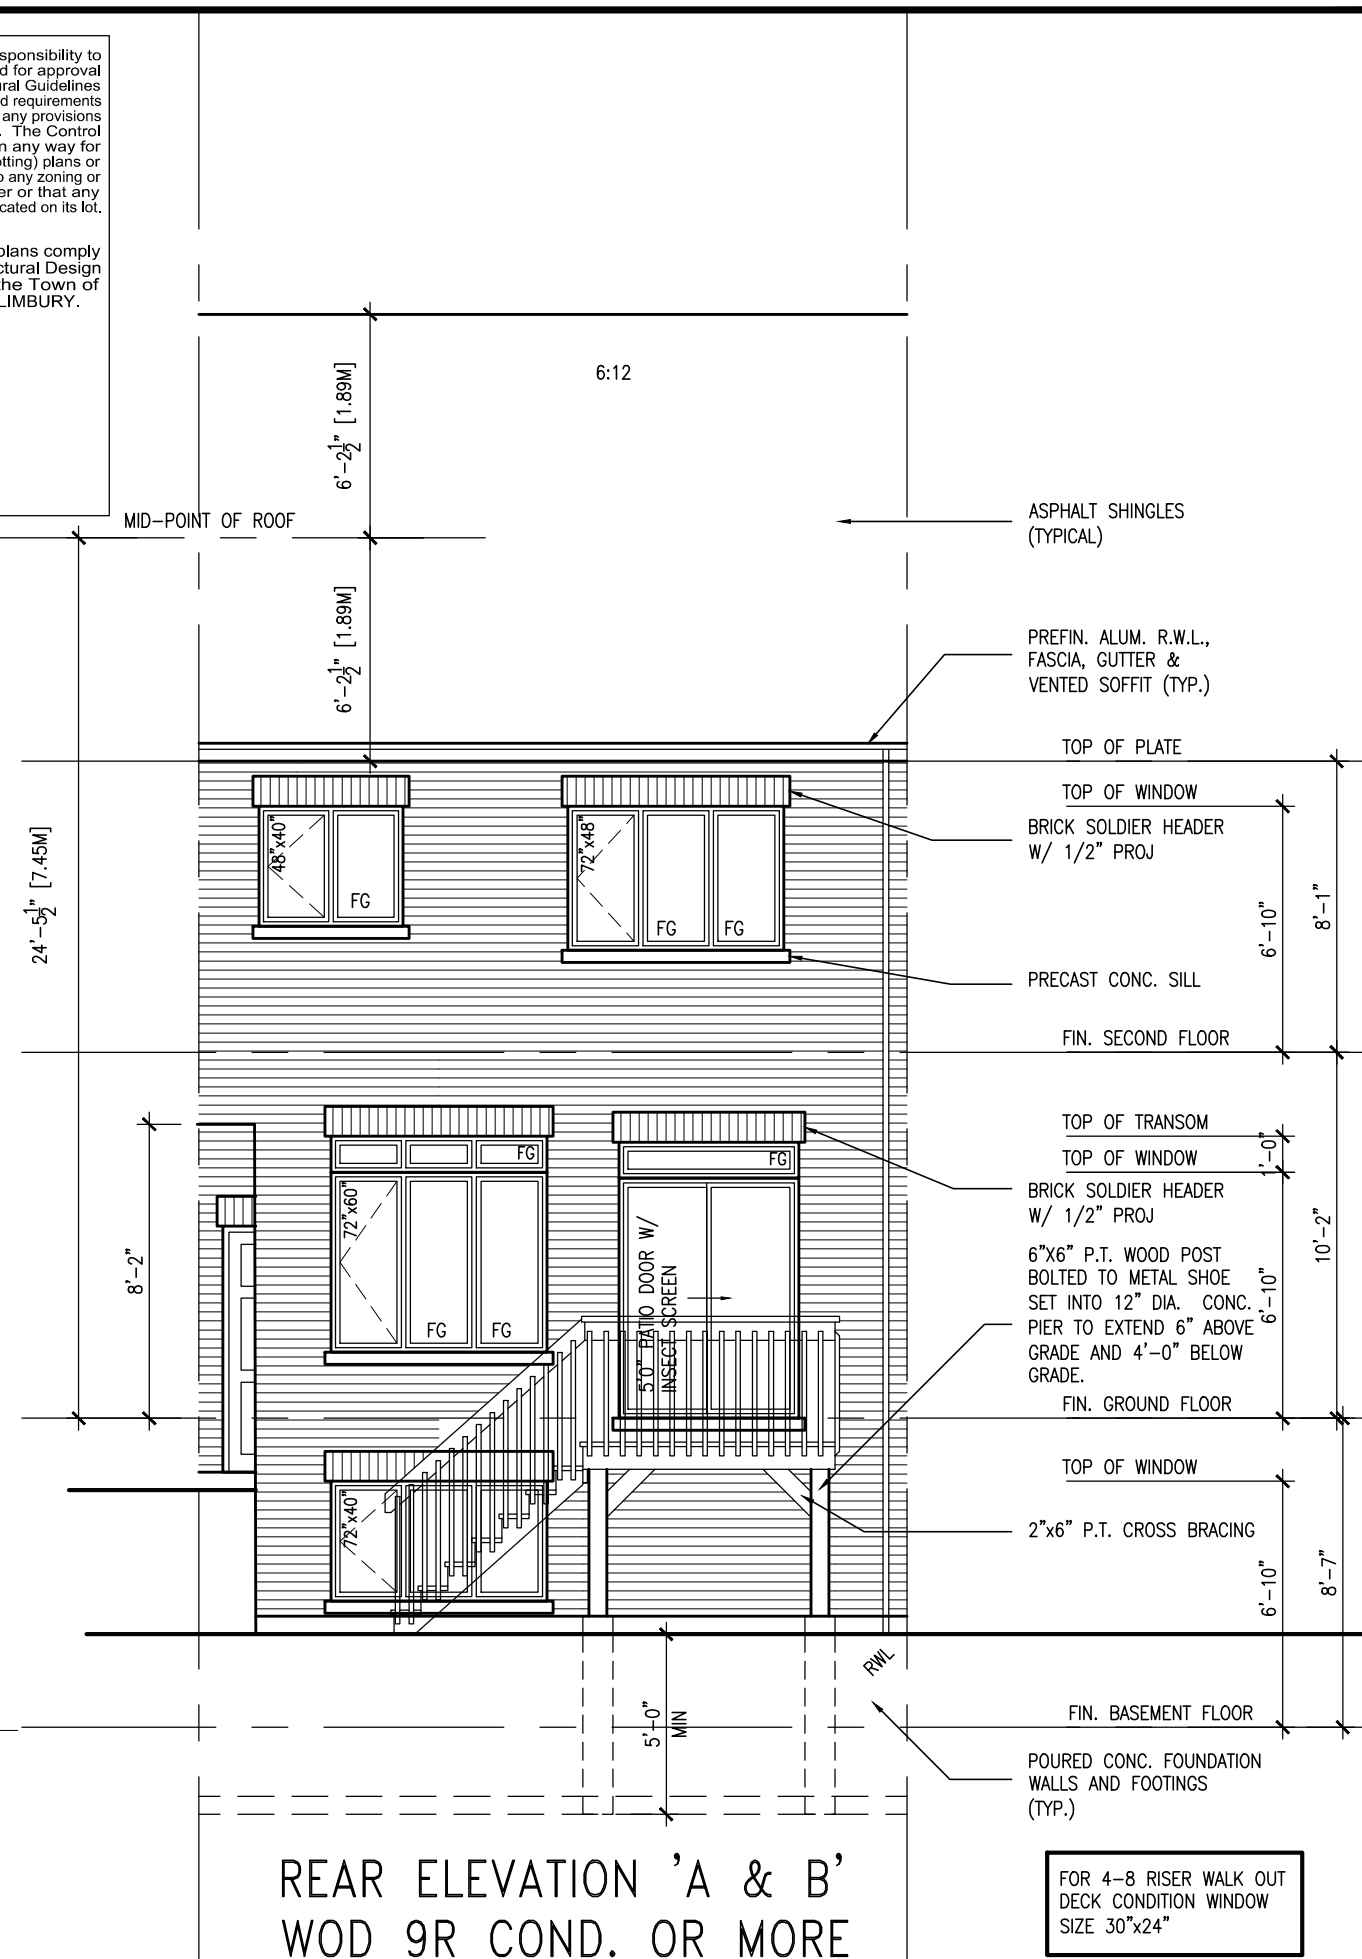 sponsibility to
d for approval
ural Guidelines
d requirements
any provisions
. The Control
n any way for
otting) plans or
o any zoning or
er or that any
cated on its lot.
plans comply
ctural Design
the Town of
LIMBURY.
6'-2½" [1.89M]
6:12
MID-POINT OF ROOF
6'-2½" [1.89M]
ASPHALT SHINGLES
(TYPICAL)
PREFIN. ALUM. R.W.L.,
FASCIA, GUTTER &
VENTED SOFFIT (TYP.)
TOP OF PLATE
TOP OF WINDOW
BRICK SOLDIER HEADER
W/ 1/2" PROJ
24'-5½" [7.45M]
48"x40"
FG
72"x48"
FG
FG
6'-10"
8'-1"
PRECAST CONC. SILL
FIN. SECOND FLOOR
TOP OF TRANSOM
1'-0"
TOP OF WINDOW
BRICK SOLDIER HEADER
W/ 1/2" PROJ
FG
FG
72"x60"
FG
FG
5'0" PATIO DOOR W/
INSECT SCREEN
8'-2"
6"X6" P.T. WOOD POST
BOLTED TO METAL SHOE
SET INTO 12" DIA. CONC.
PIER TO EXTEND 6" ABOVE
GRADE AND 4'-0" BELOW
GRADE.
6'-10"
10'-2"
FIN. GROUND FLOOR
TOP OF WINDOW
72"x40"
2"x6" P.T. CROSS BRACING
6'-10"
8'-7"
RWL
5'-0"
MIN
FIN. BASEMENT FLOOR
POURED CONC. FOUNDATION
WALLS AND FOOTINGS
(TYP.)
REAR ELEVATION 'A & B'
WOD 9R COND. OR MORE
FOR 4-8 RISER WALK OUT
DECK CONDITION WINDOW
SIZE 30"x24"